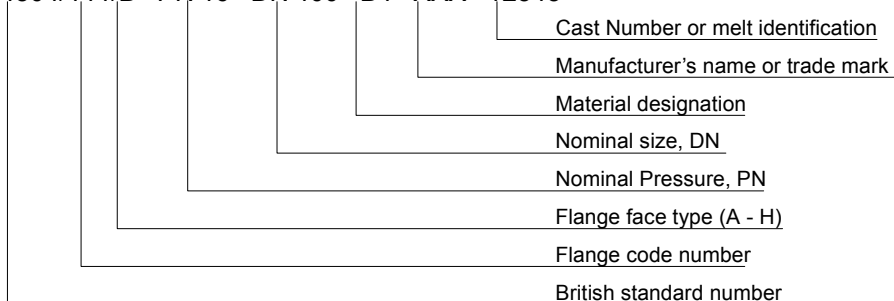 Cast Number or melt identification
Manufacturer's name or trade mark
Material designation
Nominal size, DN
Nominal Pressure, PN
Flange face type (A - H)
Flange code number
British standard number